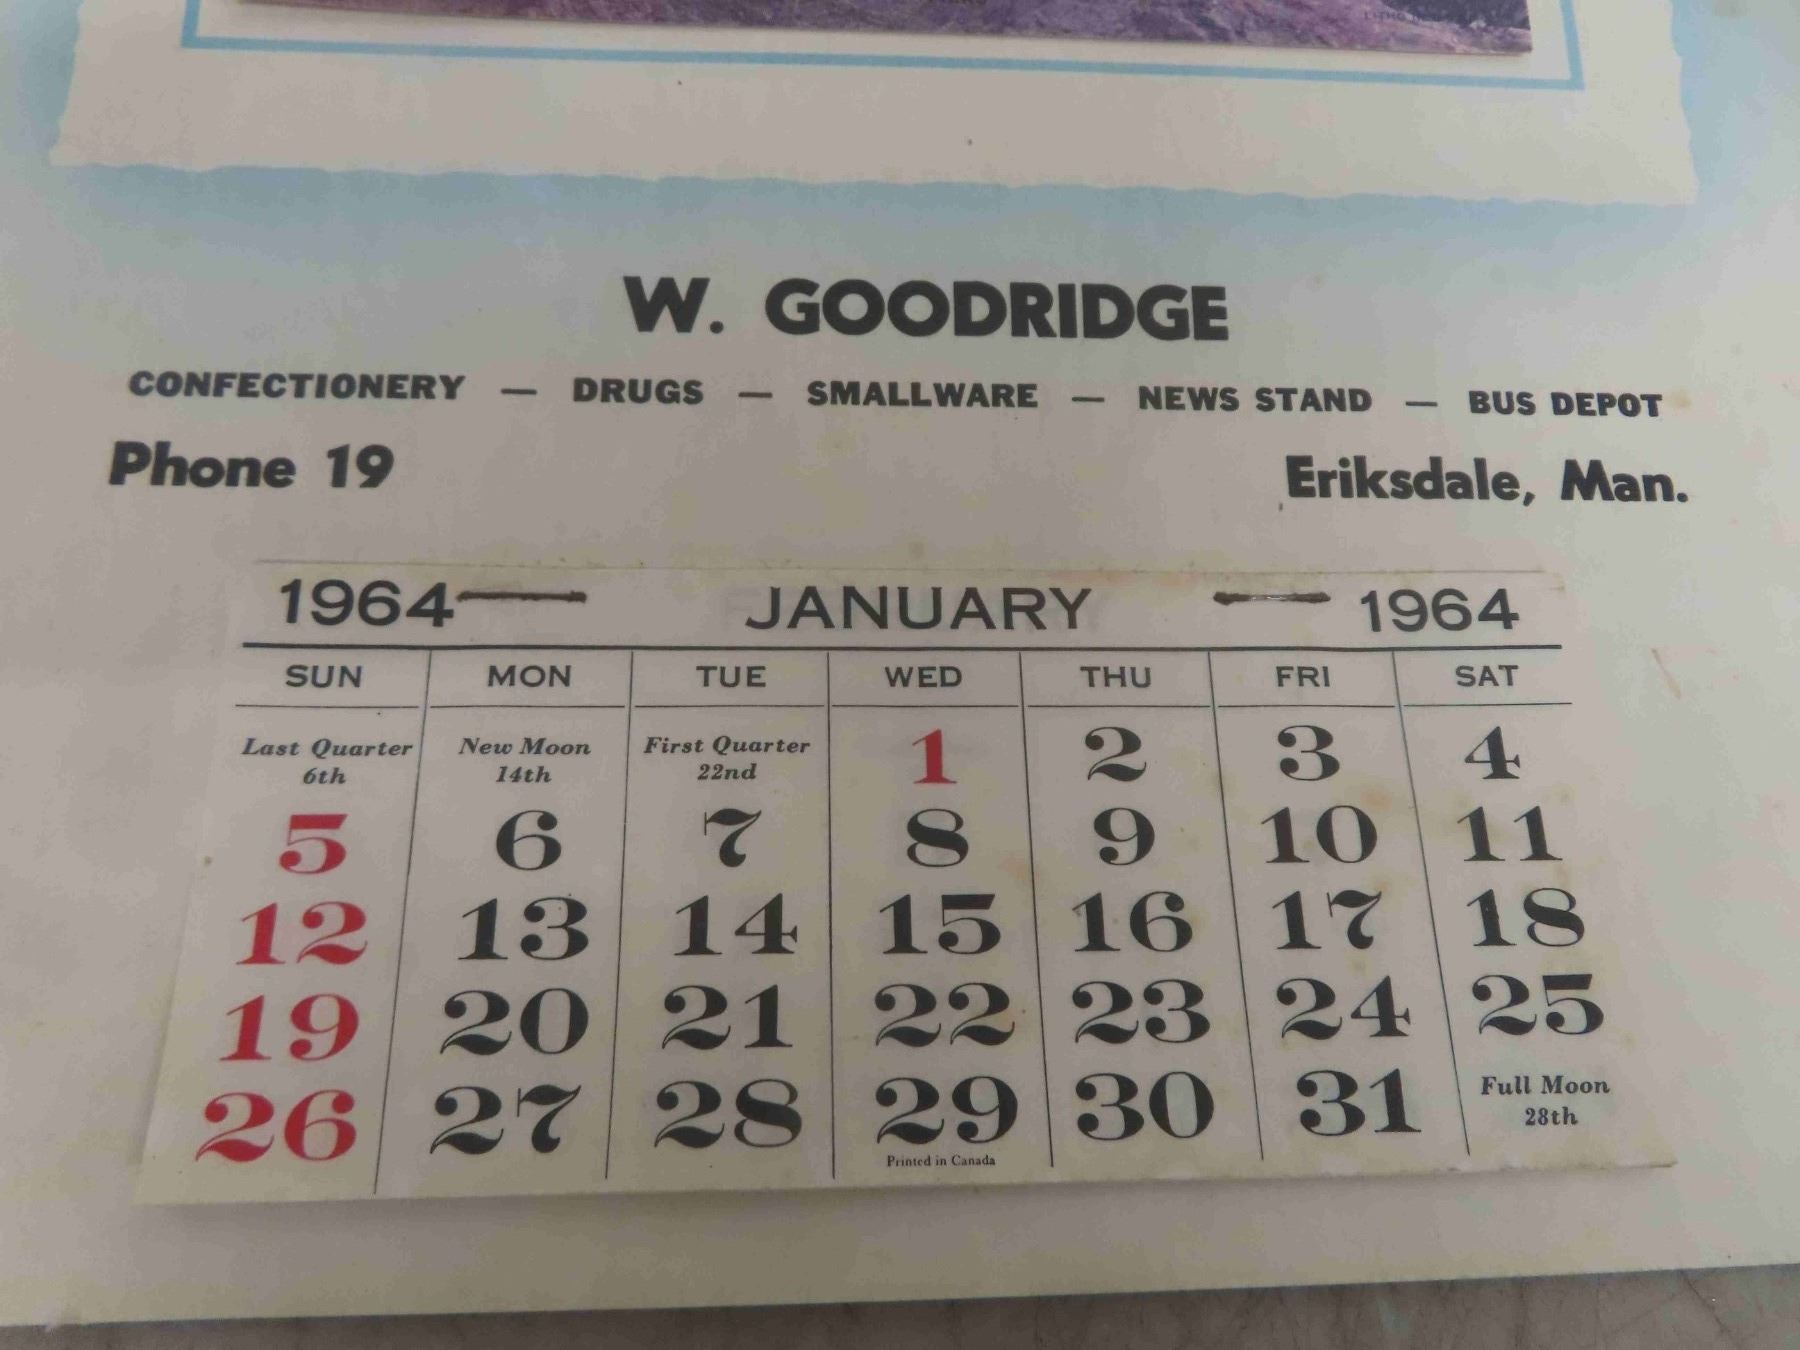 W. GOODRIDGE
CONFECTIONERY — DRUGS — SMALLWARE — NEWS STAND — BUS DEPOT
Phone 19 Eriksdale, Man.
1964 JANUARY 1964
SUN MON TUE WED THU FRI SAT
Last Quarter 6th New Moon 14th First Quarter 22nd 1 2 3 4
5 6 7 8 9 10 11
12 13 14 15 16 17 18
19 20 21 22 23 24 25
26 27 28 29 30 31 Full Moon 28th
Printed in Canada